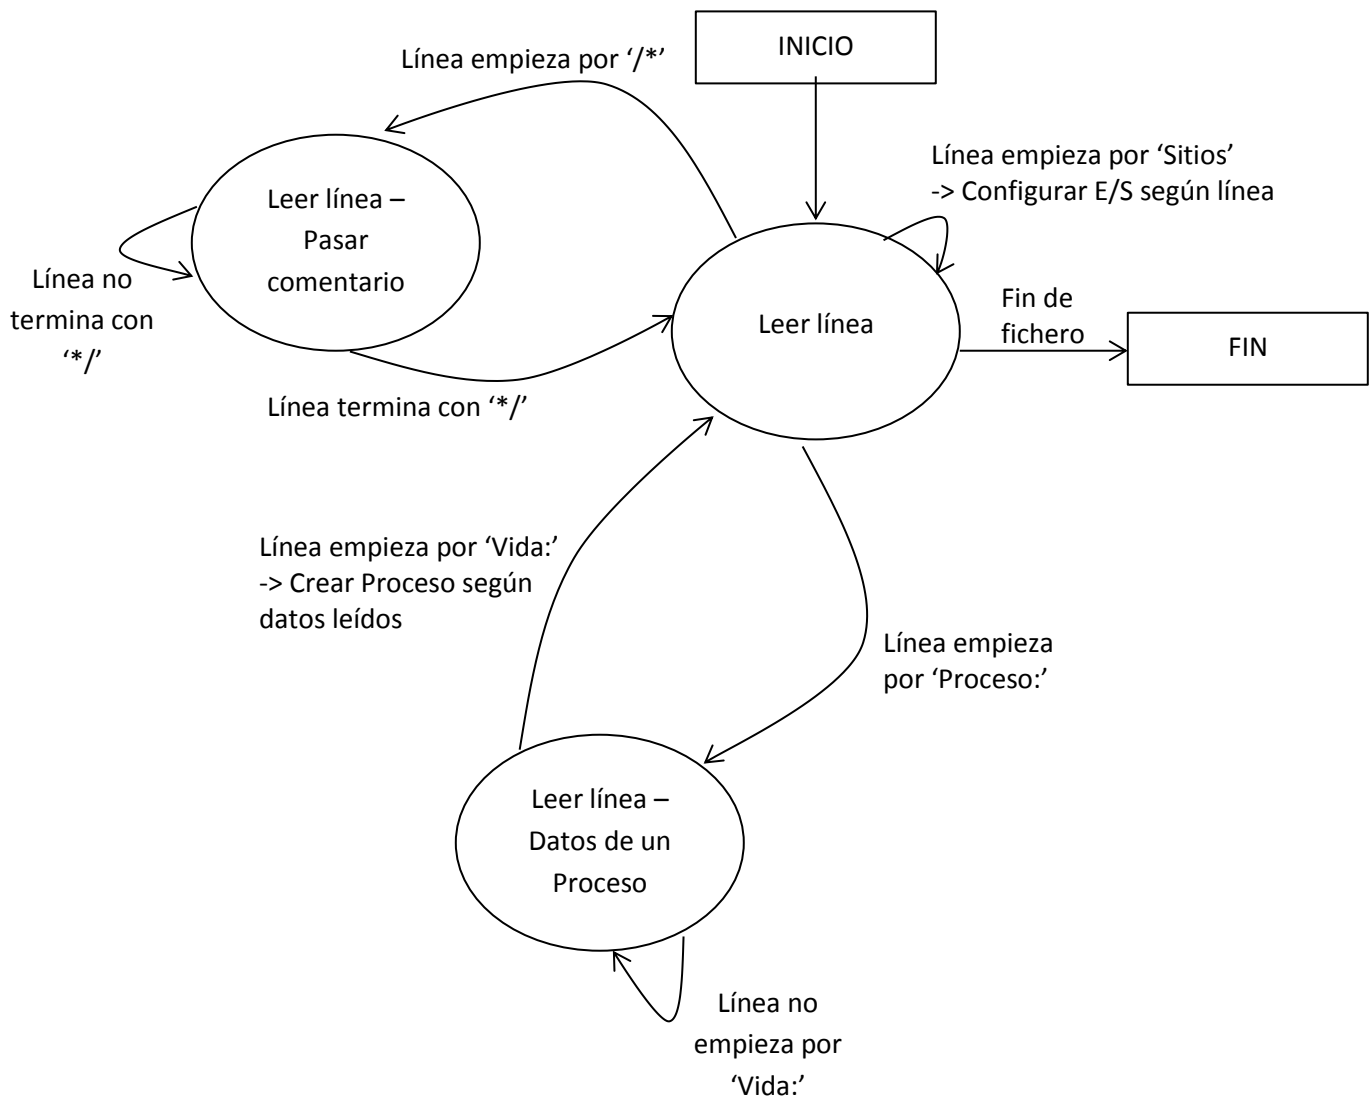 INICIO
Línea empieza por ‘/*’
Línea empieza por ‘Sitios’
-> Configurar E/S según línea
Leer línea –
Pasar
comentario
Línea no
termina con
‘*/’
Leer línea
Fin de
fichero
FIN
Línea termina con ‘*/’
Línea empieza por ‘Vida:’
-> Crear Proceso según
datos leídos
Línea empieza
por ‘Proceso:’
Leer línea –
Datos de un
Proceso
Línea no
empieza por
‘Vida:’